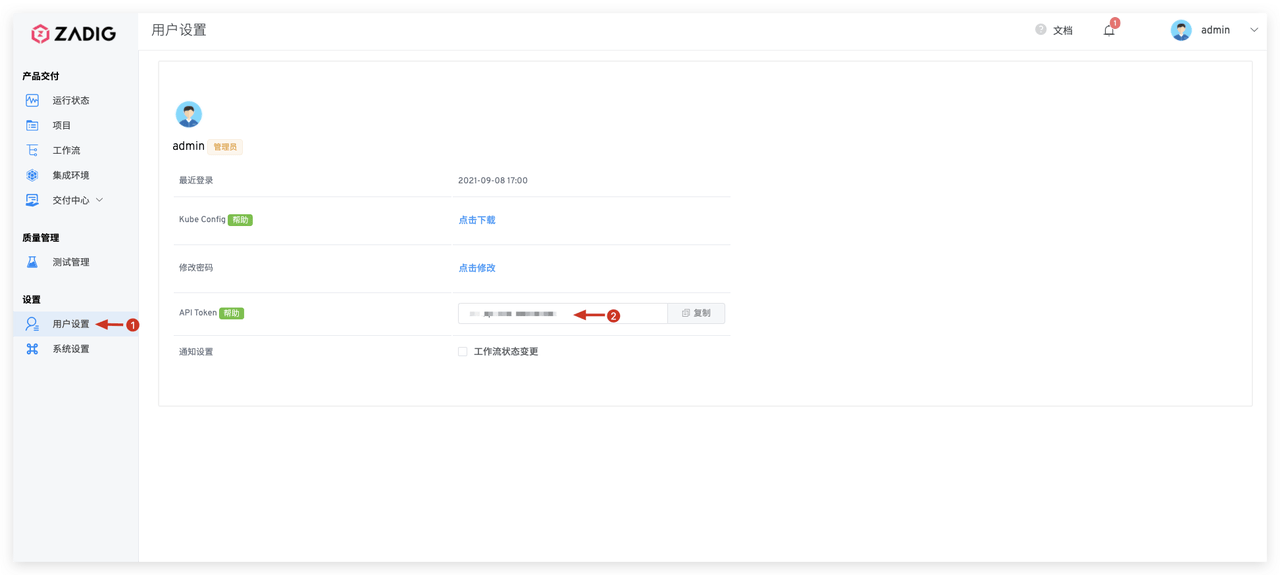 ZADIG
用户设置
文档
1
admin
产品交付
运行状态
项目
工作流
集成环境
交付中心
质量管理
测试管理
设置
用户设置 1
系统设置
admin 管理员
最近登录 2021-09-08 17:00
Kube Config 帮助 点击下载
修改密码 点击修改
API Token 帮助 2 复制
通知设置 工作流状态变更